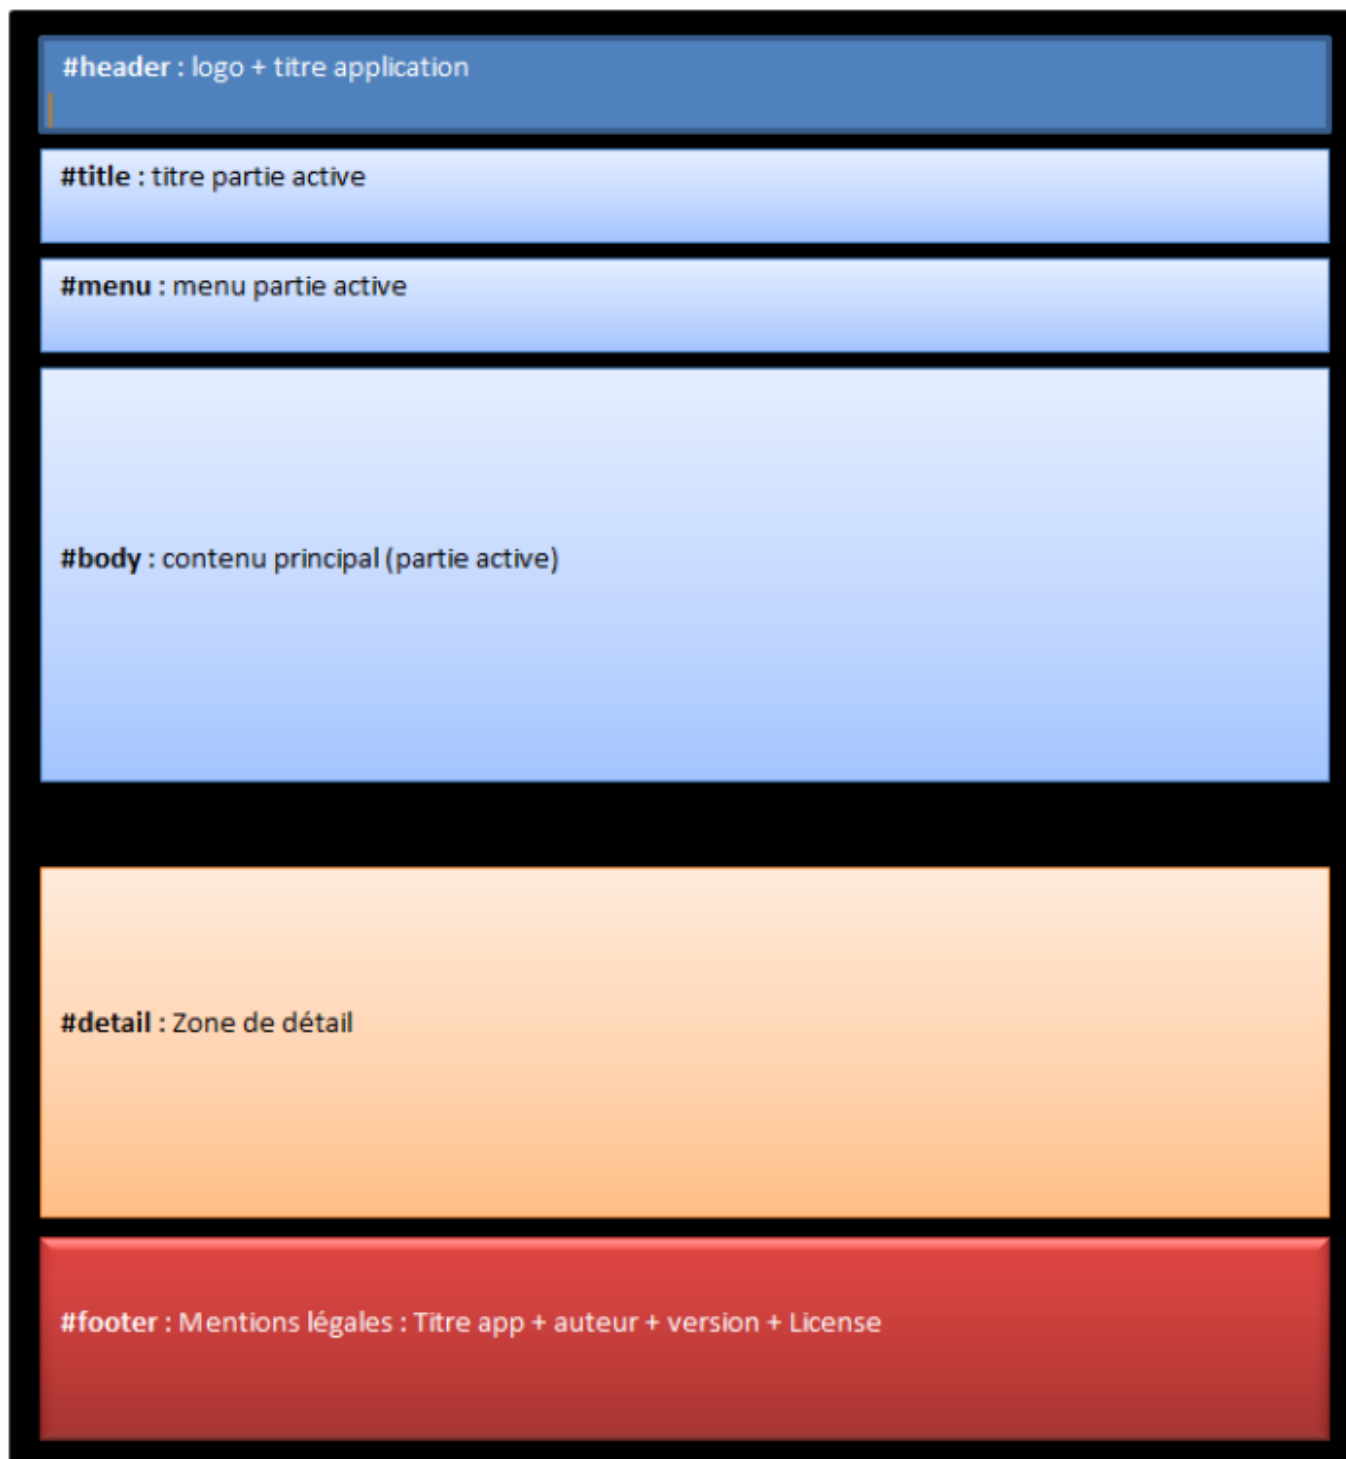 #header : logo + titre application
#title : titre partie active
#menu : menu partie active
#body : contenu principal (partie active)
#detail : Zone de détail
#footer : Mentions légales : Titre app + auteur + version + License